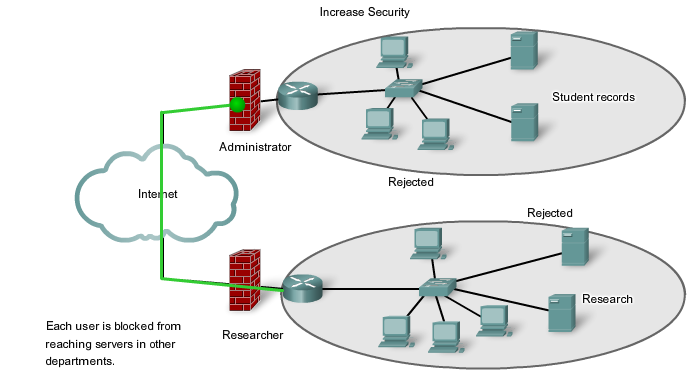 Increase Security
Student records
Administrator
Rejected
Internet
Rejected
Research
Researcher
Each user is blocked from
reaching servers in other
departments.